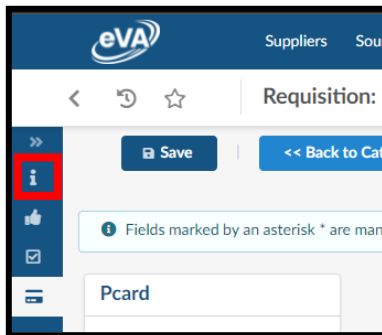 eVA
Suppliers Sou
Requisition:
Save
<< Back to Cat
Fields marked by an asterisk * are man
Pcard